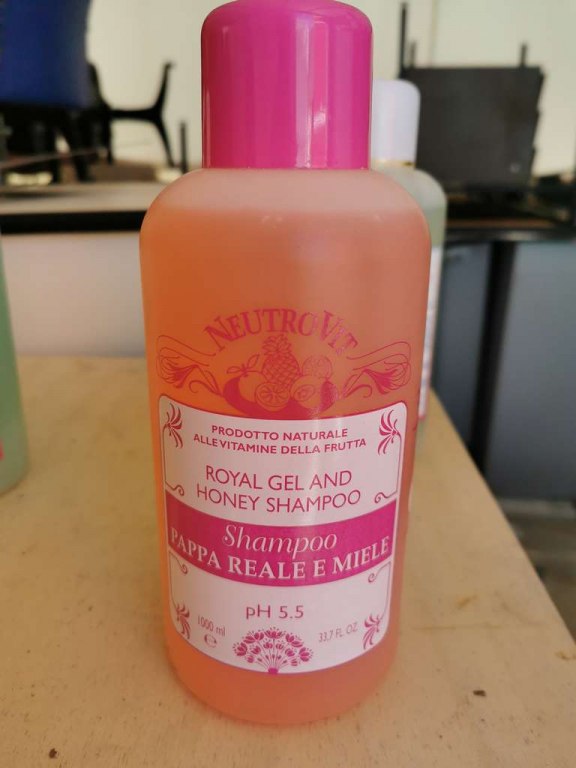 NEUTROVIT
PRODOTTO NATURALE
ALLE VITAMINE DELLA FRUTTA
ROYAL GEL AND
HONEY SHAMPOO
Shampoo
PAPPA REALE E MIELE
pH 5.5
1000 ml 33,7 FL. OZ.
e